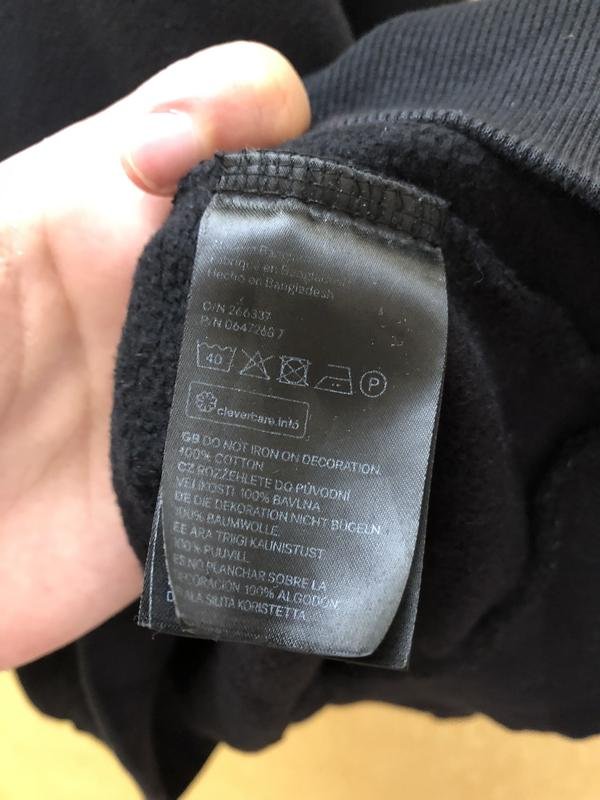 en Bangladesh
Hecho en Bangladesh
O/N 266337
P/N 0647268 7
40 P
clevercare.info
GB DO NOT IRON ON DECORATION.
100% COTTON
CZ ROZŽEHLETE DO PŮVODNÍ
VELIKOSTI 100% BAVLNA
DE DIE DEKORATION NICHT BÜGELN.
100% BAUMWOLLE
EE ÄRA TRIIGI KAUNISTUST
100% PUUVILL
ES NO PLANCHAR SOBRE LA
DECORACIÓN 100% ALGODÓN
ÄLÄ SILITÄ KORISTETTA